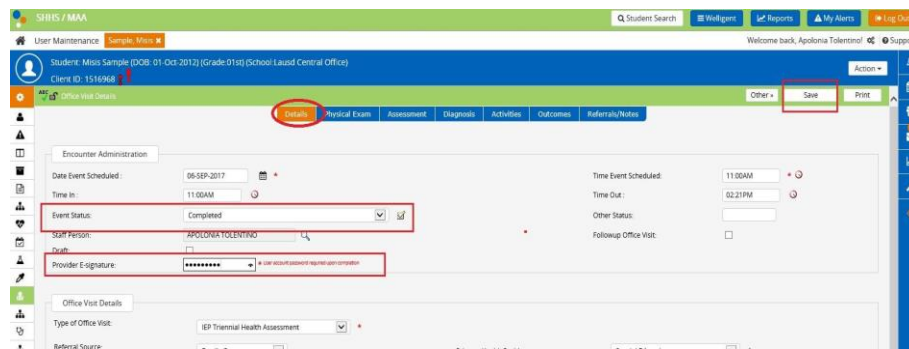 SHHS / MAA
Student Search
Welligent
Reports
My Alerts
Log Out
User Maintenance
Sample, Misis x
Welcome back, Apolonia Tolentino!
Suppo
Student: Misis Sample (DOB: 01-Oct-2012) (Grade:01st) (School:Lausd Central Office)
Client ID: 1516968
Action
ABC
Office Visit Details
Other
Save
Print
Details
Physical Exam
Assessment
Diagnosis
Activities
Outcomes
Referrals/Notes
Encounter Administration
Date Event Scheduled : 06-SEP-2017 *
Time Event Scheduled: 11:00AM *
Time In : 11:00AM
Time Out : 02:21PM
Event Status: Completed
Other Status:
Staff Person: APOLONIA TOLENTINO *
Followup Office Visit:
Draft:
Provider E-signature: ••••••••• * User account password required upon completion
Office Visit Details
Type of Office Visit: IEP Triennial Health Assessment *
Referral Source: